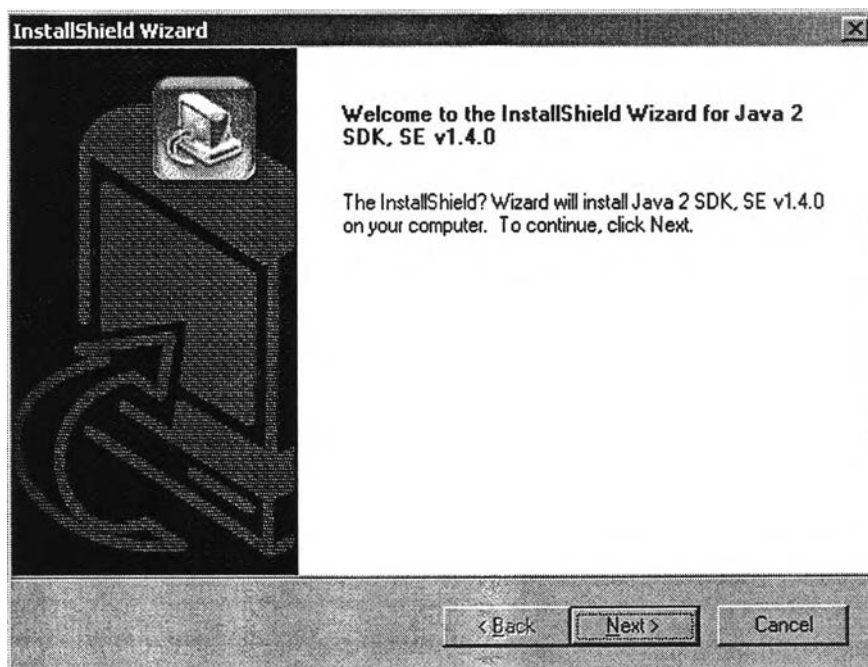 InstallShield Wizard
Welcome to the InstallShield Wizard for Java 2
SDK, SE v1.4.0
The InstallShield? Wizard will install Java 2 SDK, SE v1.4.0
on your computer. To continue, click Next.
< Back
Next >
Cancel